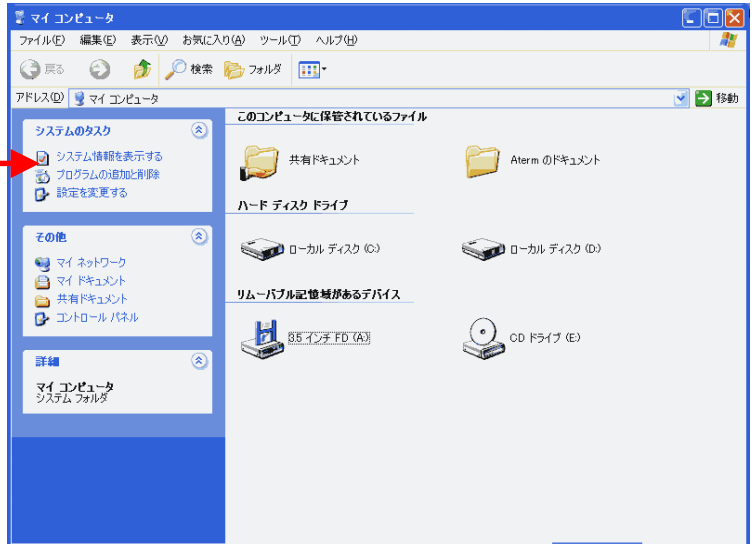 マイ コンピュータ
ファイル(F) 編集(E) 表示(V) お気に入り(A) ツール(T) ヘルプ(H)
戻る 検索 フォルダ
アドレス(D) マイ コンピュータ 移動
システムのタスク
システム情報を表示する
プログラムの追加と削除
設定を変更する
その他
マイ ネットワーク
マイ ドキュメント
共有ドキュメント
コントロール パネル
詳細
マイ コンピュータ
システム フォルダ
このコンピュータに保管されているファイル
共有ドキュメント Aterm のドキュメント
ハード ディスク ドライブ
ローカル ディスク (C:) ローカル ディスク (D:)
リムーバブル記憶域があるデバイス
3.5 インチ FD (A:) CD ドライブ (E:)